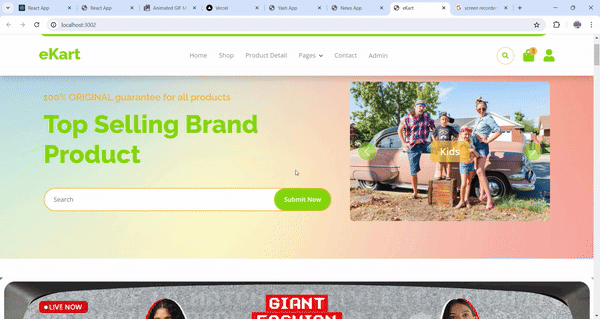 React App
React App
Animated GIF M
Vercel
Yash App
News App
eKart
screen recorder
localhost:3002
eKart
Home Shop Product Detail Pages Contact Admin
100% ORIGINAL guarantee for all products
Top Selling Brand
Product
Search
Submit Now
Kids
LIVE NOW
GIANT
FASHION